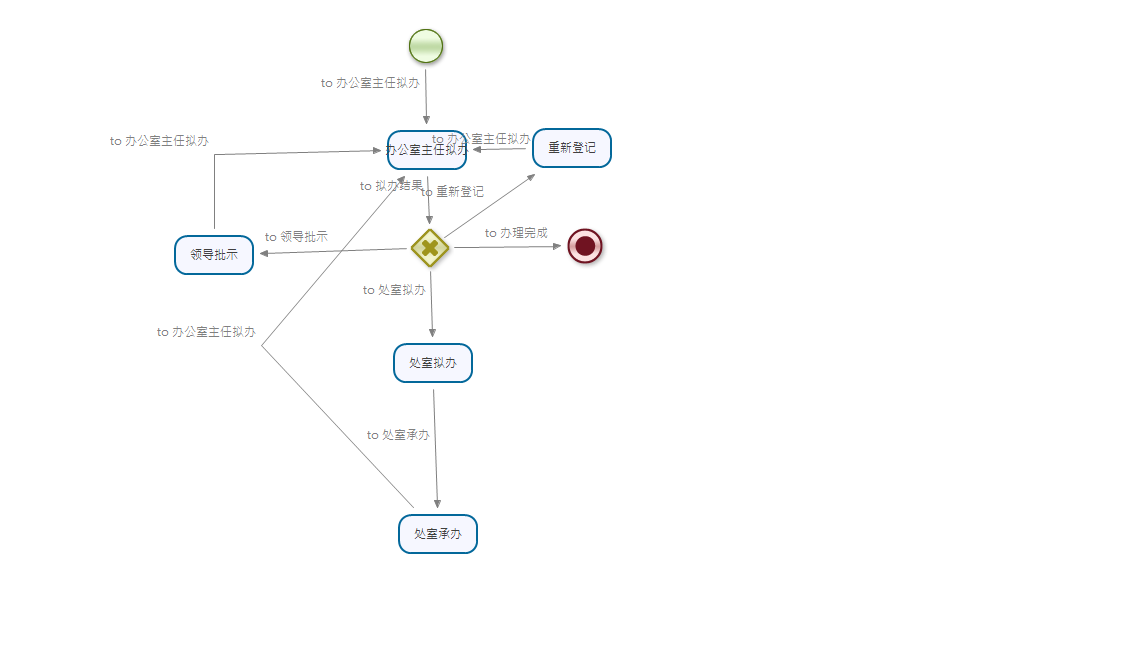 to 办公室主任拟办
to 办公室主任拟办
to 办公室主任拟办
办公室主任拟办
重新登记
to 拟办结果
to 重新登记
to 领导批示
to 办理完成
领导批示
to 处室拟办
to 办公室主任拟办
处室拟办
to 处室承办
处室承办